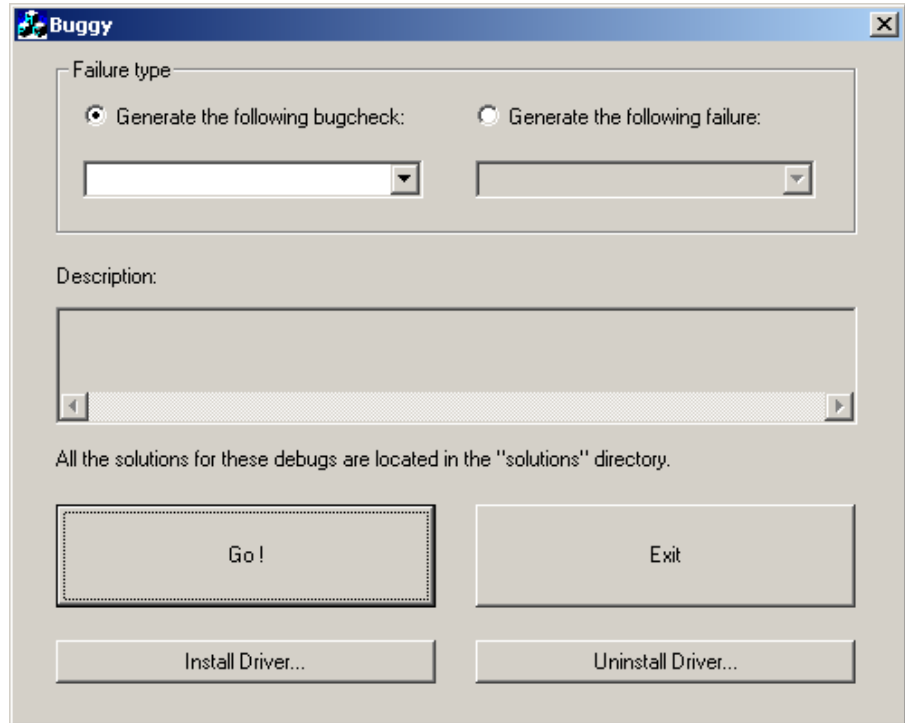 Buggy
Failure type
Generate the following bugcheck:
Generate the following failure:
Description:
All the solutions for these debugs are located in the "solutions" directory.
Go !
Exit
Install Driver...
Uninstall Driver...